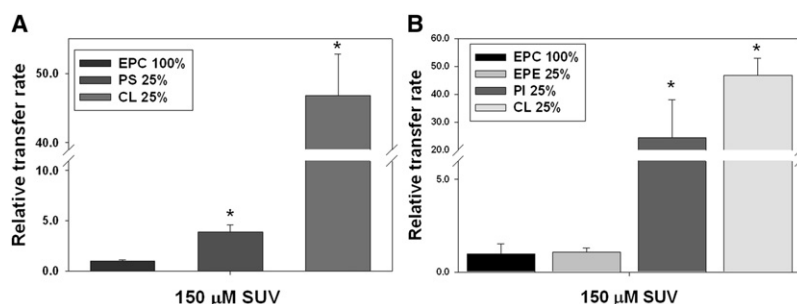 A
Relative transfer rate
50.0
40.0
10.0
5.0
0.0
EPC 100%
PS 25%
CL 25%
*
*
150 µM SUV
B
Relative transfer rate
60.0
50.0
40.0
30.0
20.0
5.0
0.0
EPC 100%
EPE 25%
PI 25%
CL 25%
*
*
150 µM SUV